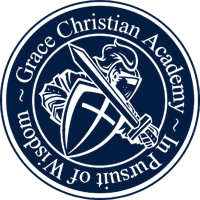 ~ Grace Christian Academy ~
In Pursuit of Wisdom